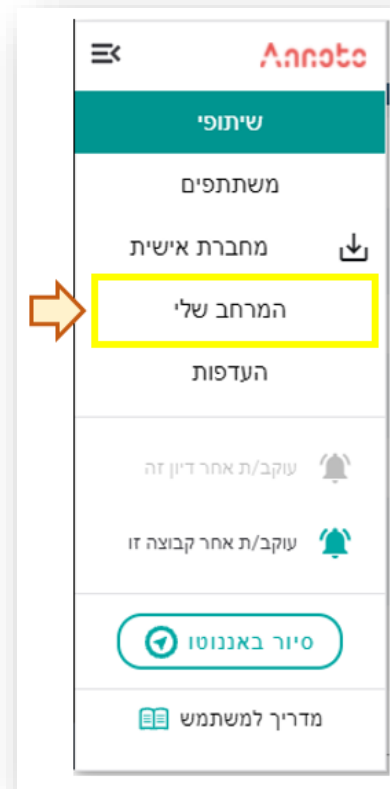 Annoto
שיתופי
משתתפים
מחברת אישית
המרחב שלי
העדפות
עוקב/ת אחר דיון זה
עוקב/ת אחר קבוצה זו
סיור באננוטו
מדריך למשתמש